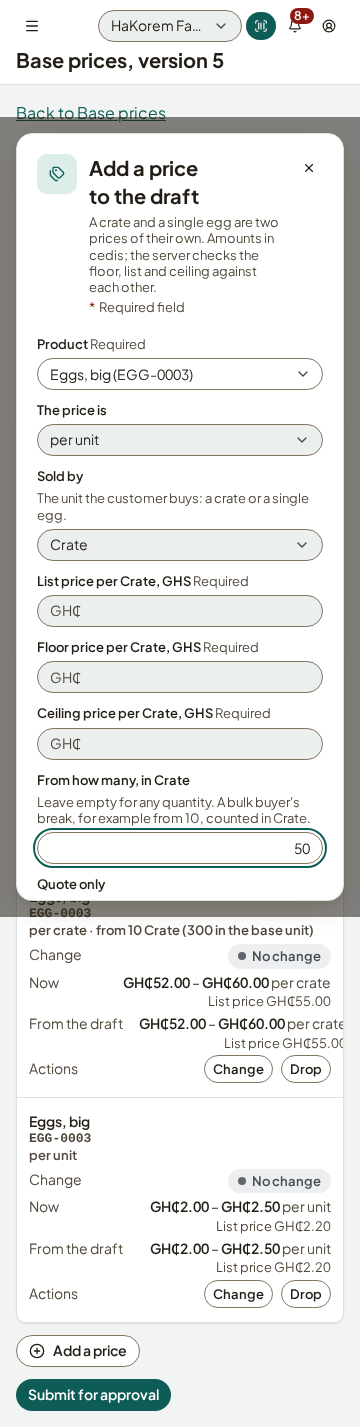 HaKorem Fa...
8+
Base prices, version 5
Back to Base prices
Add a price
to the draft
A crate and a single egg are two
prices of their own. Amounts in
cedis; the server checks the
floor, list and ceiling against
each other.
* Required field
Product Required
Eggs, big (EGG-0003)
The price is
per unit
Sold by
The unit the customer buys: a crate or a single
egg.
Crate
List price per Crate, GHS Required
GH₵
Floor price per Crate, GHS Required
GH₵
Ceiling price per Crate, GHS Required
GH₵
From how many, in Crate
Leave empty for any quantity. A bulk buyer's
break, for example from 10, counted in Crate.
50
Quote only
Eggs, big
EGG-0003
per crate · from 10 Crate (300 in the base unit)
Change No change
Now GH₵52.00 – GH₵60.00 per crate
List price GH₵55.00
From the draft GH₵52.00 – GH₵60.00 per crate
List price GH₵55.00
Actions Change Drop
Eggs, big
EGG-0003
per unit
Change No change
Now GH₵2.00 – GH₵2.50 per unit
List price GH₵2.20
From the draft GH₵2.00 – GH₵2.50 per unit
List price GH₵2.20
Actions Change Drop
Add a price
Submit for approval